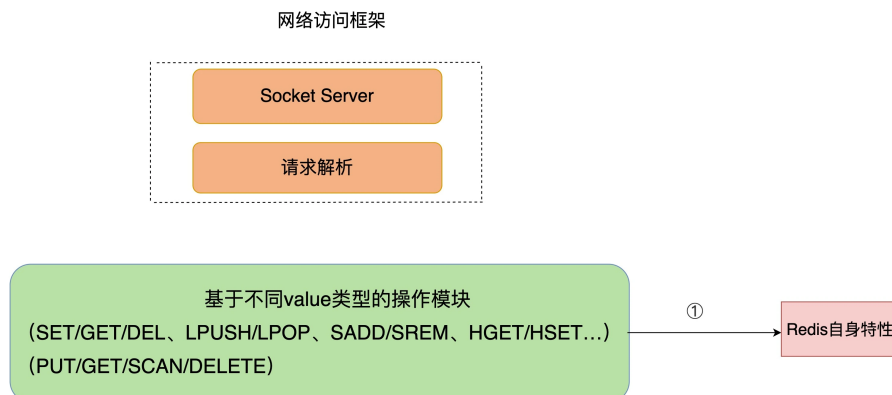 网络访问框架
Socket Server
请求解析
基于不同value类型的操作模块
（SET/GET/DEL、LPUSH/LPOP、SADD/SREM、HGET/HSET…）
（PUT/GET/SCAN/DELETE）
①
Redis自身特性